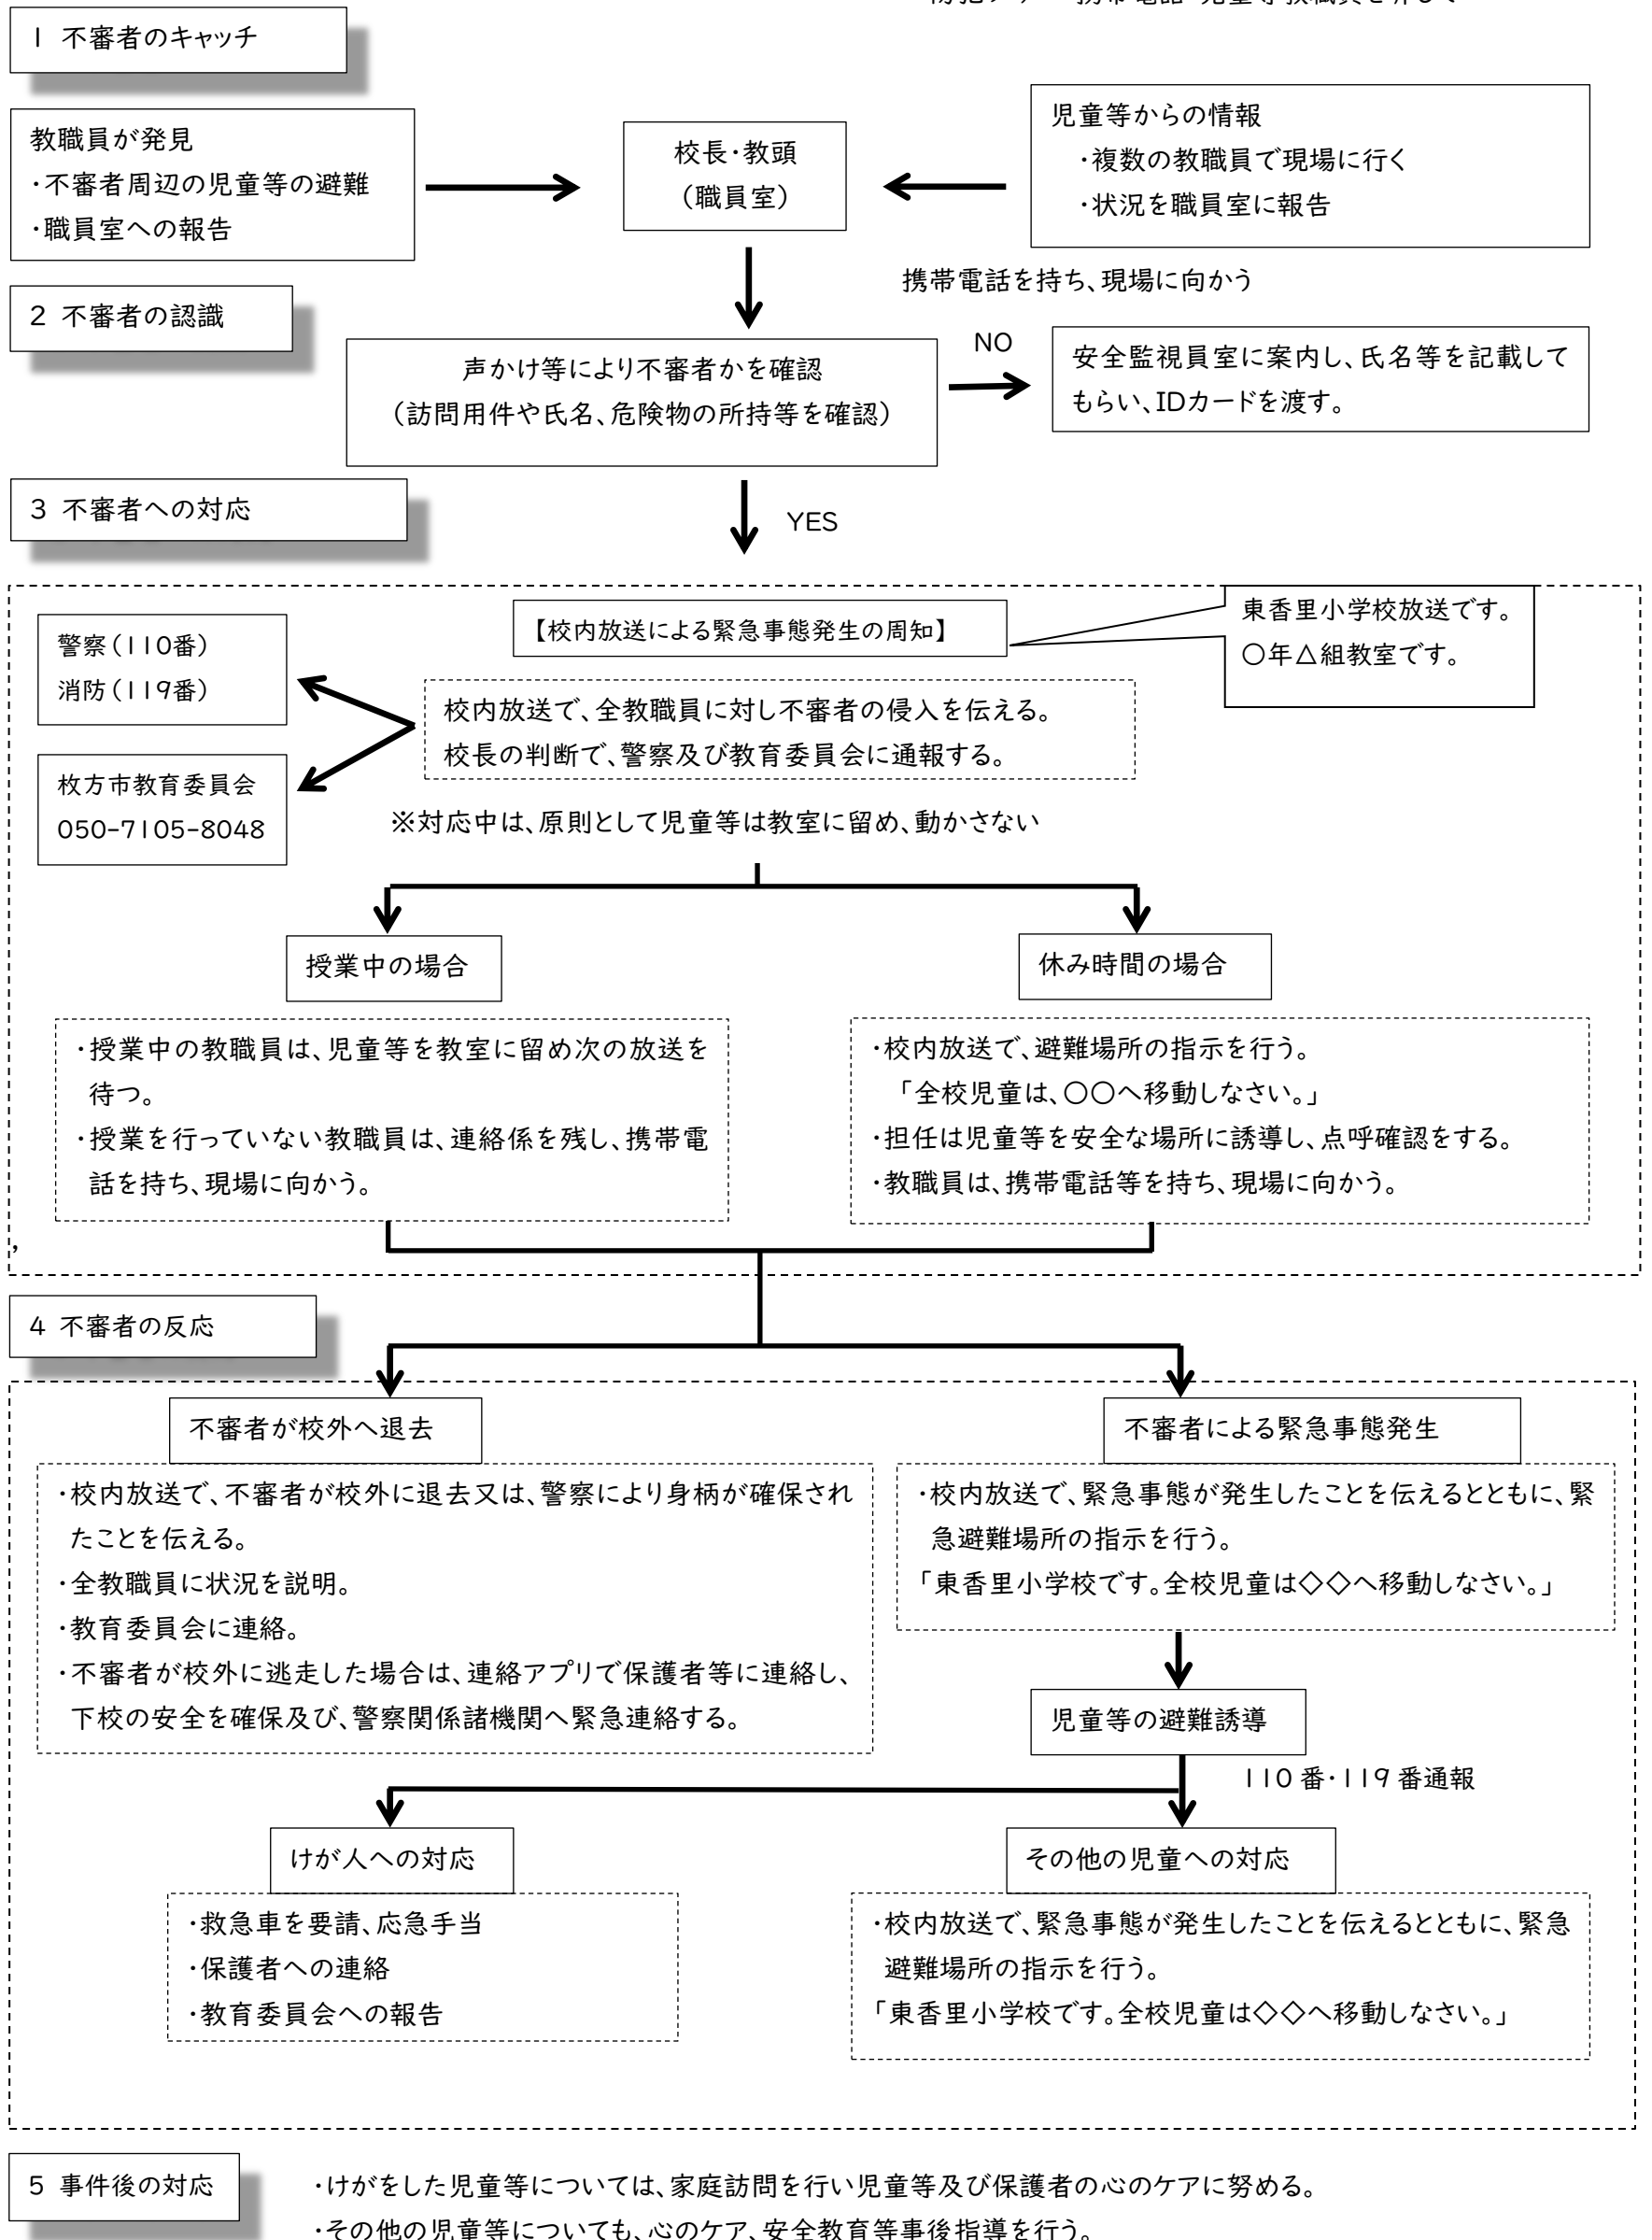 1 不審者のキャッチ
教職員が発見
・不審者周辺の児童等の避難
・職員室への報告
校長・教頭
（職員室）
児童等からの情報
・複数の教職員で現場に行く
・状況を職員室に報告
携帯電話を持ち、現場に向かう
2 不審者の認識
声かけ等により不審者かを確認
（訪問用件や氏名、危険物の所持等を確認）
NO
安全監視員室に案内し、氏名等を記載して
もらい、IDカードを渡す。
3 不審者への対応
YES
【校内放送による緊急事態発生の周知】
東香里小学校放送です。
〇年△組教室です。
警察（110番）
消防（119番）
校内放送で、全教職員に対し不審者の侵入を伝える。
校長の判断で、警察及び教育委員会に通報する。
枚方市教育委員会
050-7105-8048
※対応中は、原則として児童等は教室に留め、動かさない
授業中の場合
・授業中の教職員は、児童等を教室に留め次の放送を
待つ。
・授業を行っていない教職員は、連絡係を残し、携帯電
話を持ち、現場に向かう。
休み時間の場合
・校内放送で、避難場所の指示を行う。
「全校児童は、〇〇へ移動しなさい。」
・担任は児童等を安全な場所に誘導し、点呼確認をする。
・教職員は、携帯電話等を持ち、現場に向かう。
,
4 不審者の反応
不審者が校外へ退去
・校内放送で、不審者が校外に退去又は、警察により身柄が確保され
たことを伝える。
・全教職員に状況を説明。
・教育委員会に連絡。
・不審者が校外に逃走した場合は、連絡アプリで保護者等に連絡し、
下校の安全を確保及び、警察関係諸機関へ緊急連絡する。
不審者による緊急事態発生
・校内放送で、緊急事態が発生したことを伝えるとともに、緊
急避難場所の指示を行う。
「東香里小学校です。全校児童は◇◇へ移動しなさい。」
児童等の避難誘導
110番・119番通報
けが人への対応
・救急車を要請、応急手当
・保護者への連絡
・教育委員会への報告
その他の児童への対応
・校内放送で、緊急事態が発生したことを伝えるとともに、緊急
避難場所の指示を行う。
「東香里小学校です。全校児童は◇◇へ移動しなさい。」
5 事件後の対応
・けがをした児童等については、家庭訪問を行い児童等及び保護者の心のケアに努める。
・その他の児童等についても、心のケア、安全教育等事後指導を行う。